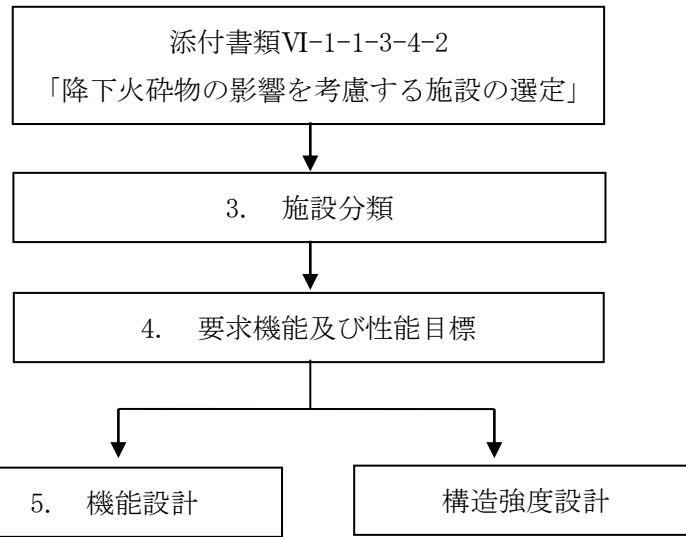 添付書類Ⅵ-1-1-3-4-2
「降下火砕物の影響を考慮する施設の選定」
3. 施設分類
4. 要求機能及び性能目標
5. 機能設計
構造強度設計